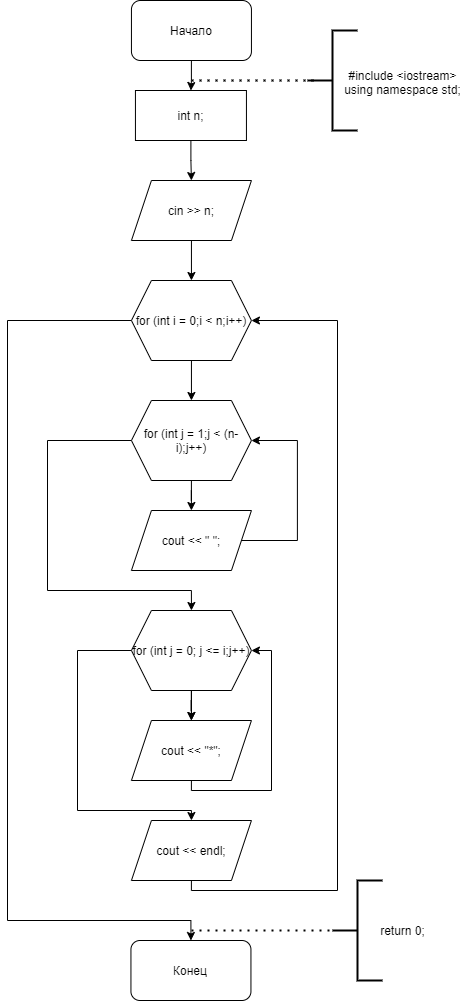 Начало
#include <iostream>
using namespace std;
int n;
cin >> n;
for (int i = 0;i < n;i++)
for (int j = 1;j < (n-
i);j++)
cout << " ";
for (int j = 0; j <= i;j++)
cout << "*";
cout << endl;
return 0;
Конец